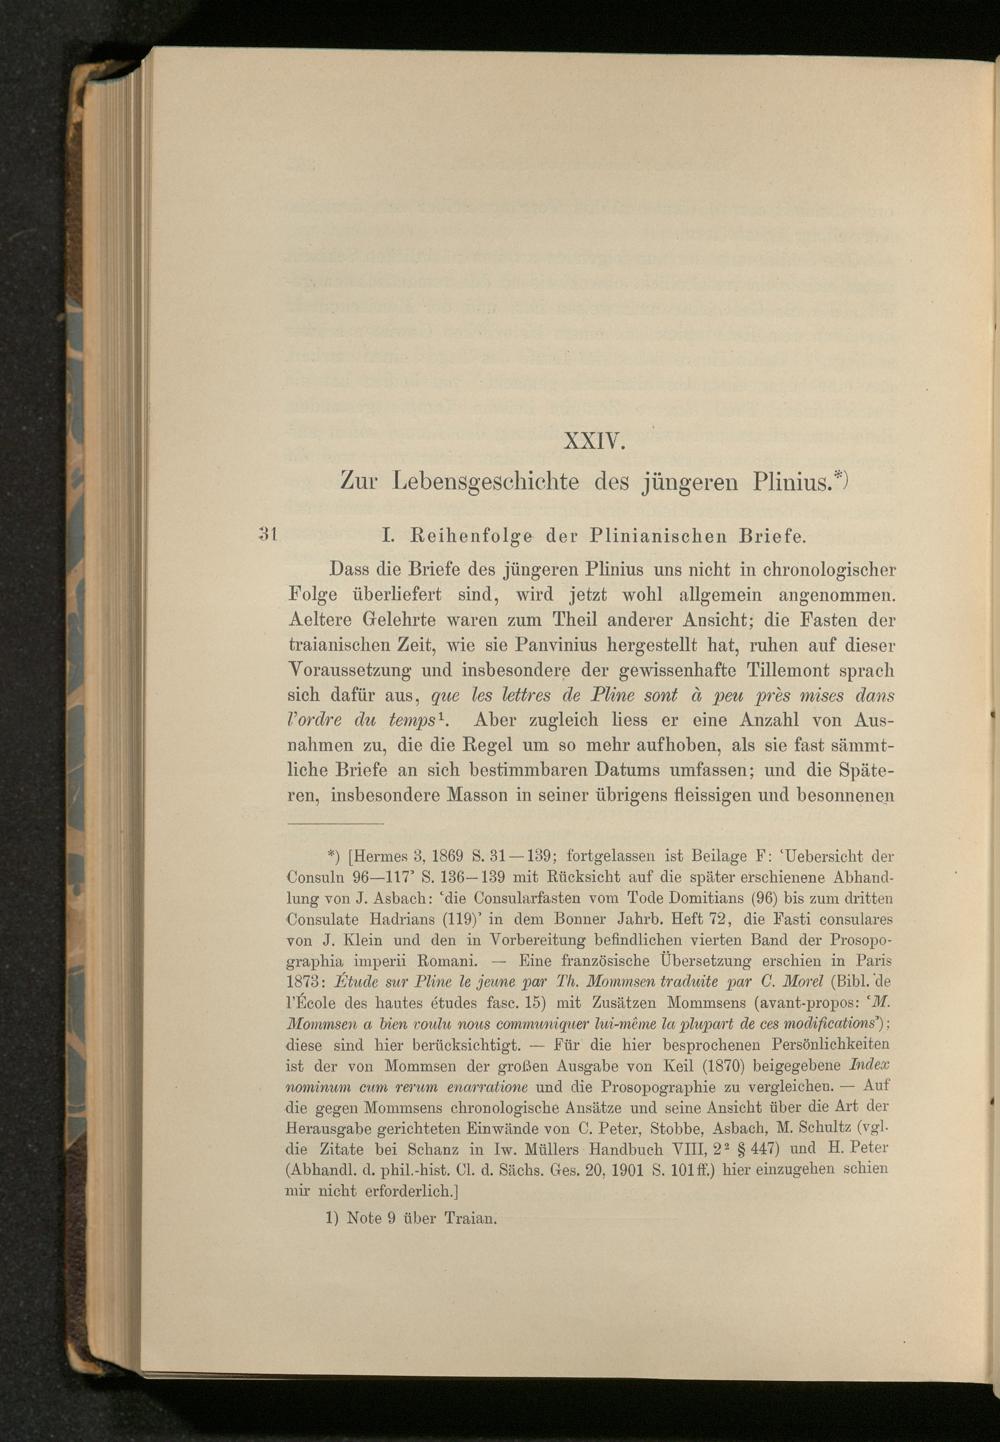 XXIV.
Zur Lebensgeschichte des jüngeren Plinius.*)
31 I. Reihenfolge der Plinianischen Briefe.
Dass die Briefe des jüngeren Plinius uns nicht in chronologischer
Folge überliefert sind, wird jetzt wohl allgemein angenommen.
Aeltere Gelehrte waren zum Theil anderer Ansicht; die Fasten der
traianischen Zeit, wie sie Panvinius hergestellt hat, ruhen auf dieser
Voraussetzung und insbesondere der gewissenhafte Tillemont sprach
sich dafür aus, que les lettres de Pline sont à peu près mises dans
l'ordre du temps¹. Aber zugleich liess er eine Anzahl von Aus-
nahmen zu, die die Regel um so mehr aufhoben, als sie fast sämmt-
liche Briefe an sich bestimmbaren Datums umfassen; und die Späte-
ren, insbesondere Masson in seiner übrigens fleissigen und besonnenen
*) [Hermes 3, 1869 S. 31—139; fortgelassen ist Beilage F: ‘Uebersicht der
Consuln 96—117’ S. 136—139 mit Rücksicht auf die später erschienene Abhand-
lung von J. Asbach: ‘die Consularfasten vom Tode Domitians (96) bis zum dritten
Consulate Hadrians (119)’ in dem Bonner Jahrb. Heft 72, die Fasti consulares
von J. Klein und den in Vorbereitung befindlichen vierten Band der Prosopo-
graphia imperii Romani. — Eine französische Übersetzung erschien in Paris
1873: Étude sur Pline le jeune par Th. Mommsen traduite par C. Morel (Bibl. de
l'École des hautes études fasc. 15) mit Zusätzen Mommsens (avant-propos: ‘M.
Mommsen a bien voulu nous communiquer lui-même la plupart de ces modifications’);
diese sind hier berücksichtigt. — Für die hier besprochenen Persönlichkeiten
ist der von Mommsen der großen Ausgabe von Keil (1870) beigegebene Index
nominum cum rerum enarratione und die Prosopographie zu vergleichen. — Auf
die gegen Mommsens chronologische Ansätze und seine Ansicht über die Art der
Herausgabe gerichteten Einwände von C. Peter, Stobbe, Asbach, M. Schultz (vgl.
die Zitate bei Schanz in Iw. Müllers Handbuch VIII, 2² § 447) und H. Peter
(Abhandl. d. phil.-hist. Cl. d. Sächs. Ges. 20, 1901 S. 101 ff.) hier einzugehen schien
mir nicht erforderlich.]
1) Note 9 über Traian.